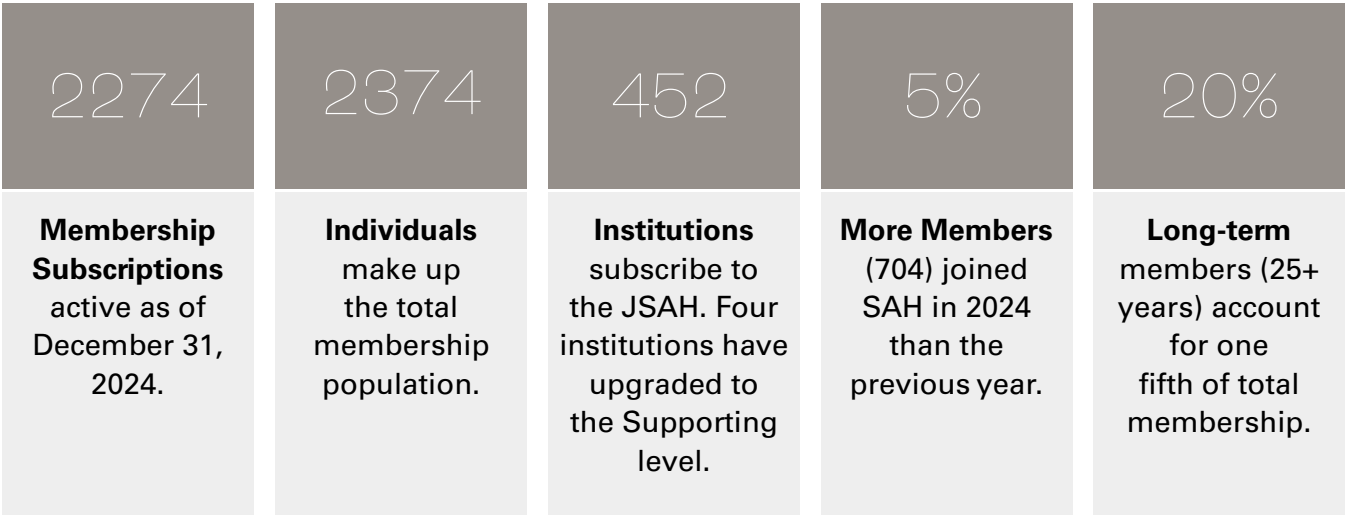 2274
Membership
Subscriptions
active as of
December 31,
2024.
2374
Individuals
make up
the total
membership
population.
452
Institutions
subscribe to
the JSAH. Four
institutions have
upgraded to
the Supporting
level.
5%
More Members
(704) joined
SAH in 2024
than the
previous year.
20%
Long-term
members (25+
years) account
for one
fifth of total
membership.